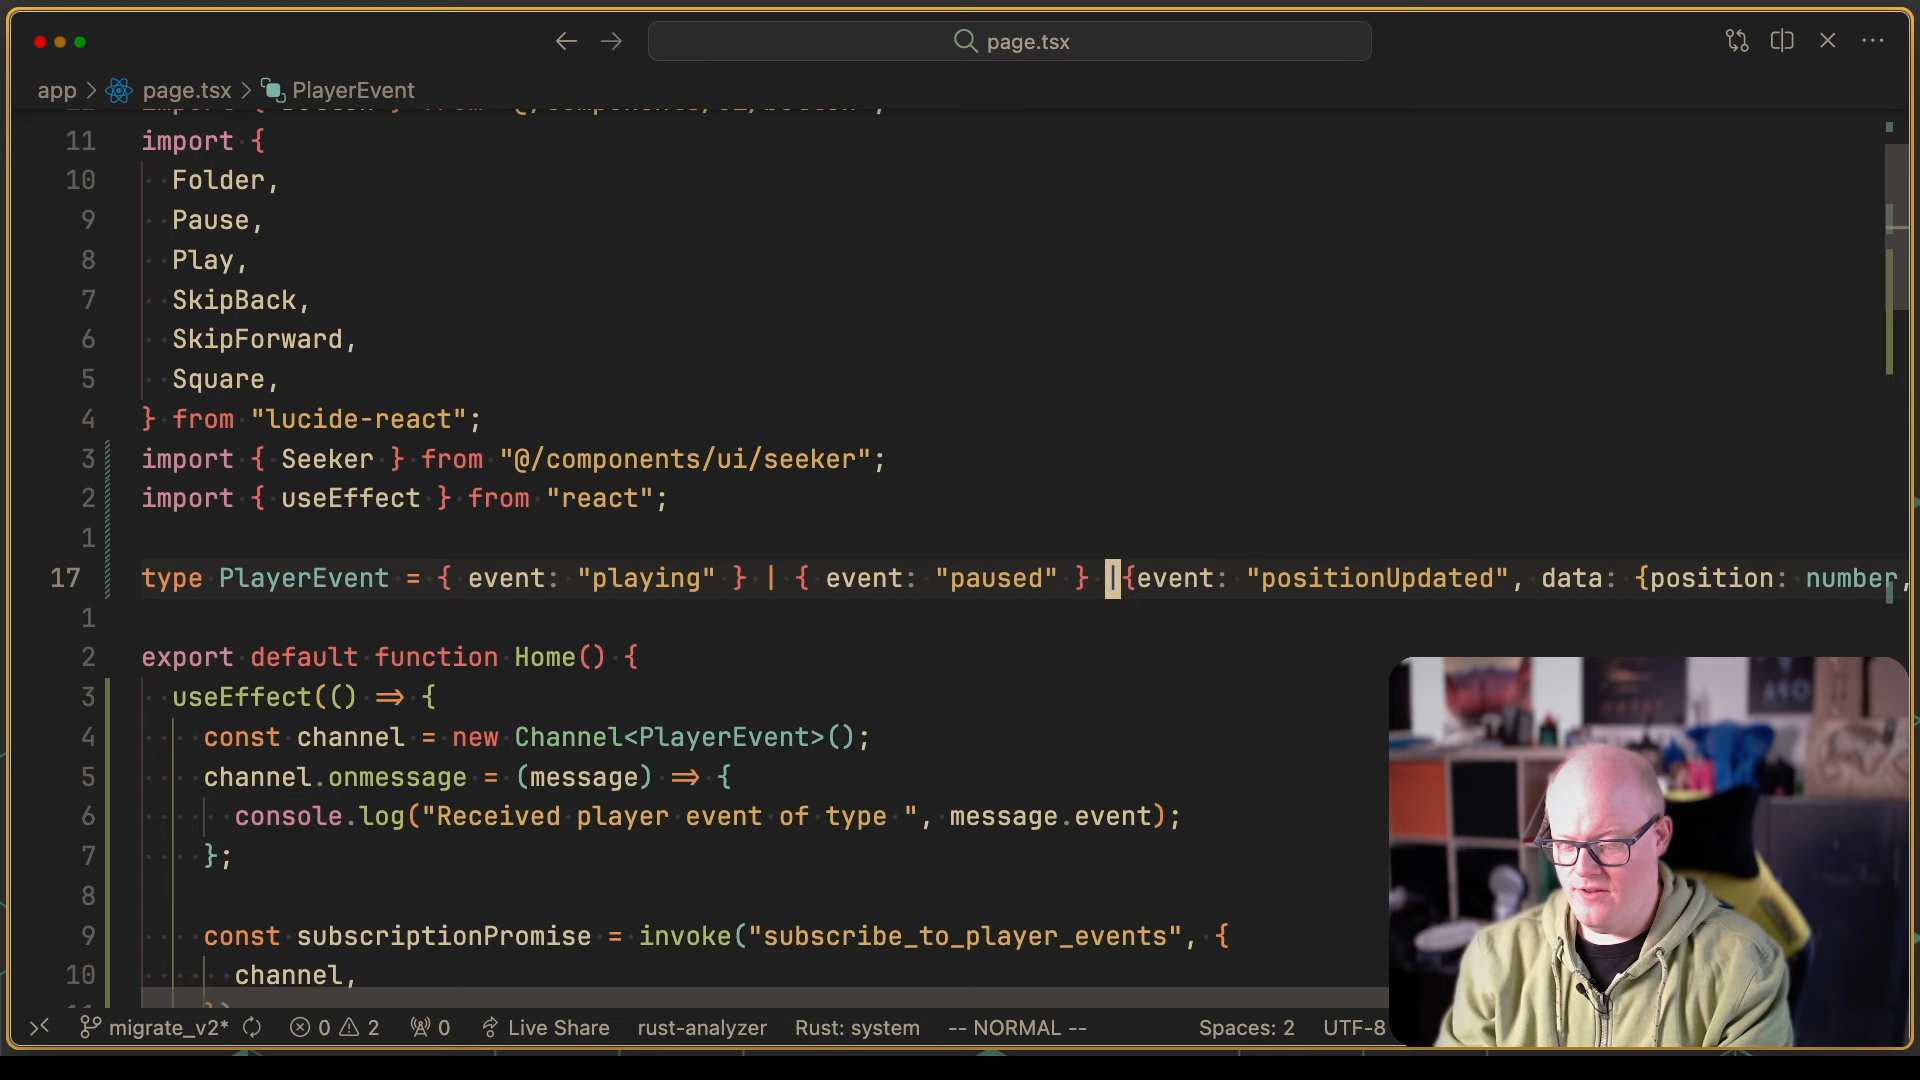 page.tsx
app > page.tsx > PlayerEvent
11 import {
10 Folder,
9 Pause,
8 Play,
7 SkipBack,
6 SkipForward,
5 Square,
4 } from "lucide-react";
3 import { Seeker } from "@/components/ui/seeker";
2 import { useEffect } from "react";
1
17 type PlayerEvent = { event: "playing" } | { event: "paused" } |{event: "positionUpdated", data: {position: number,
1
2 export default function Home() {
3 useEffect(() => {
4 const channel = new Channel<PlayerEvent>();
5 channel.onmessage = (message) => {
6 console.log("Received player event of type ", message.event);
7 };
8
9 const subscriptionPromise = invoke("subscribe_to_player_events", {
10 channel,
migrate_v2* 0 2 0 Live Share rust-analyzer Rust: system -- NORMAL -- Spaces: 2 UTF-8